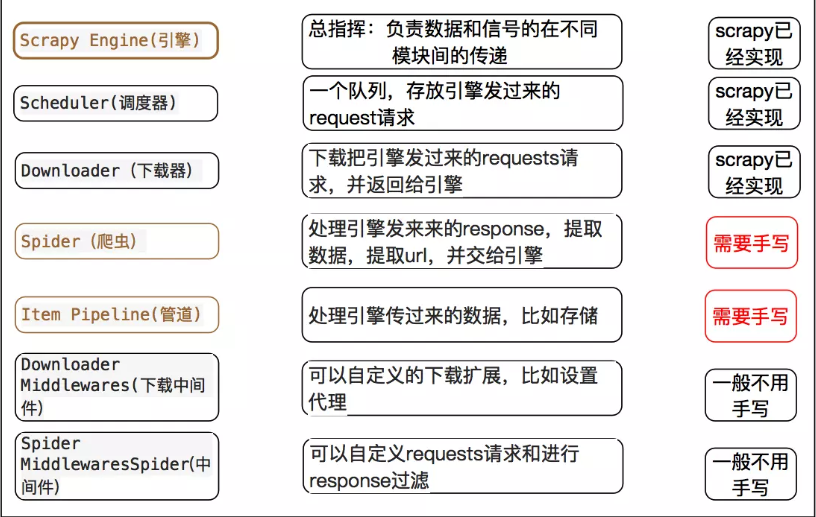 Scrapy Engine(引擎)
总指挥：负责数据和信号的在不同
模块间的传递
scrapy已
经实现
Scheduler(调度器)
一个队列，存放引擎发过来的
request请求
scrapy已
经实现
Downloader（下载器）
下载把引擎发过来的requests请
求，并返回给引擎
scrapy已
经实现
Spider（爬虫）
处理引擎发来来的response，提取
数据，提取url，并交给引擎
需要手写
Item Pipeline(管道)
处理引擎传过来的数据，比如存储
需要手写
Downloader
Middlewares(下载中间
件)
可以自定义的下载扩展，比如设置
代理
一般不用
手写
Spider
MiddlewaresSpider(中
间件)
可以自定义requests请求和进行
response过滤
一般不用
手写